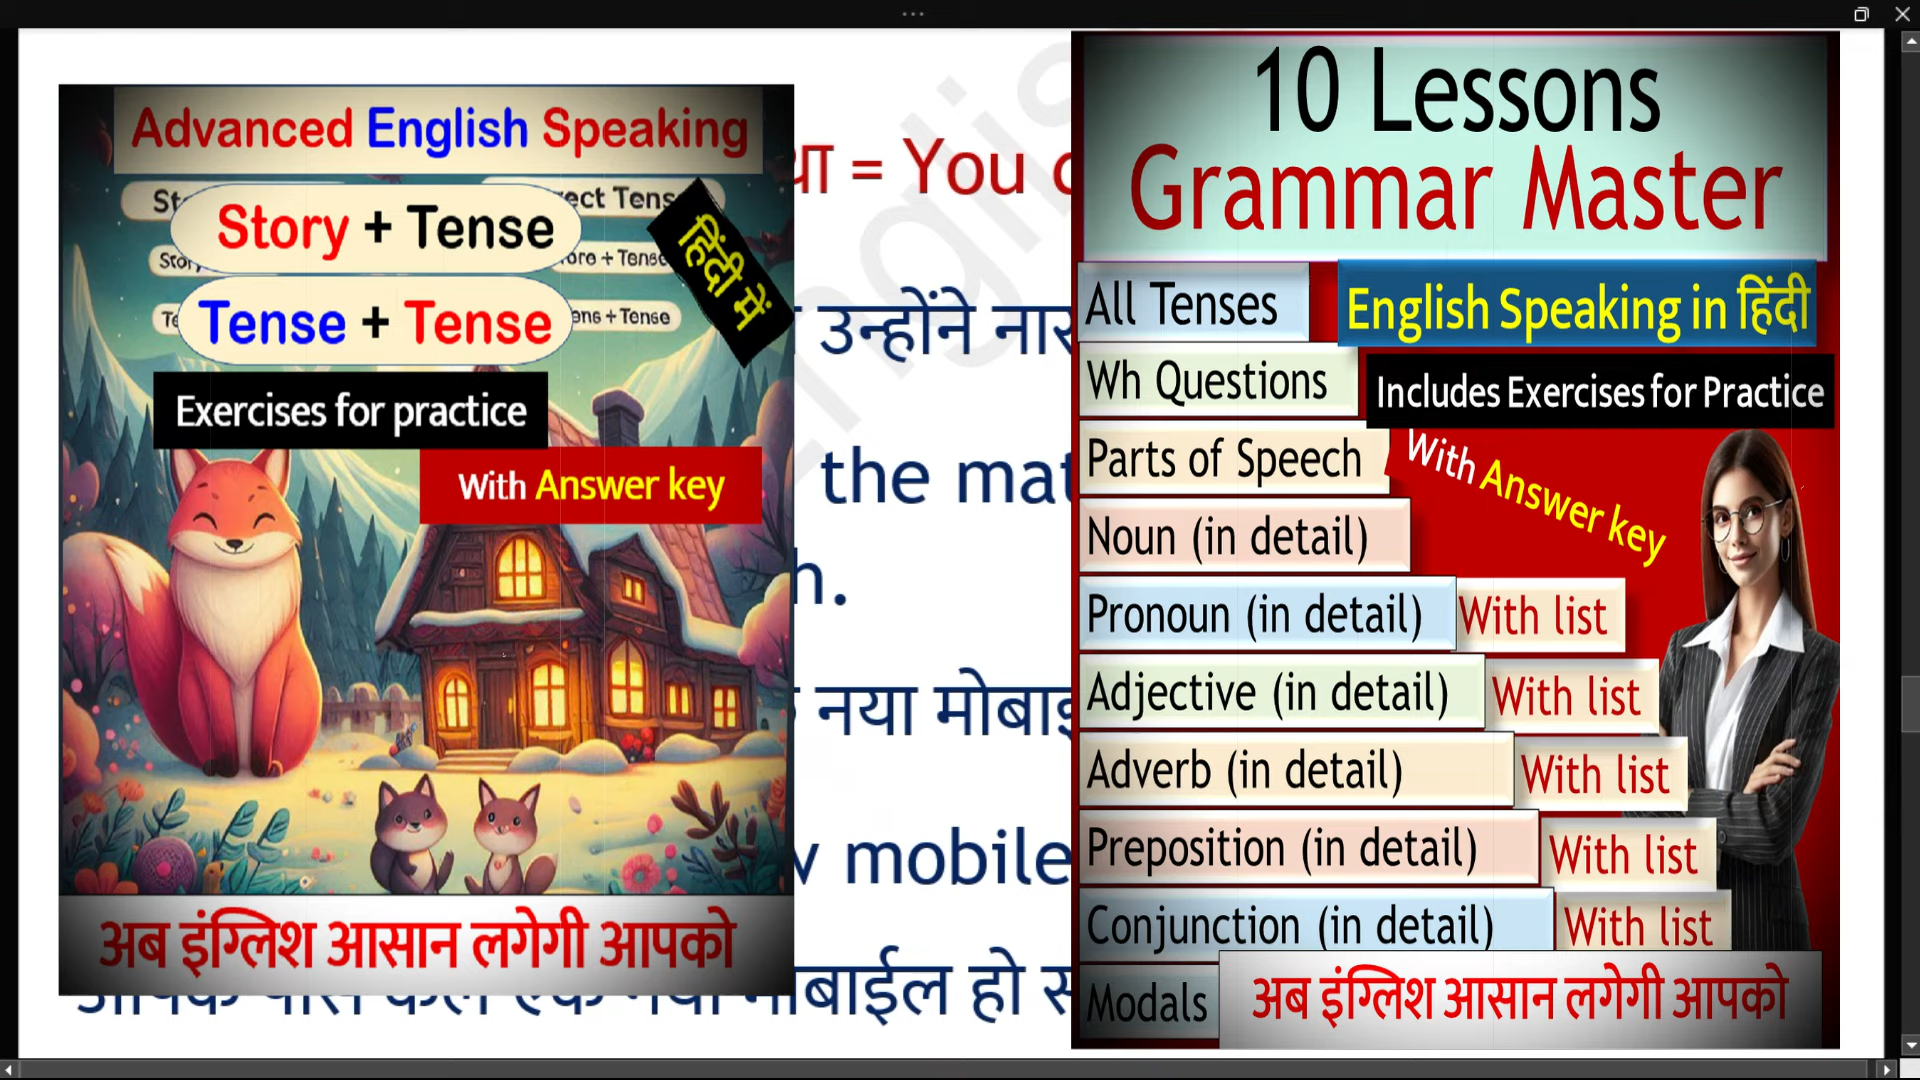 Advanced English Speaking
Story + Tense
Tense + Tense
हिंदी में
Exercises for practice
With Answer key
अब इंग्लिश आसान लगेगी आपको
= You
उन्होंने
the
नया
mobile
हो
10 Lessons
Grammar Master
All Tenses
English Speaking in हिंदी
Wh Questions
Includes Exercises for Practice
Parts of Speech
With Answer key
Noun (in detail)
Pronoun (in detail) With list
Adjective (in detail) With list
Adverb (in detail) With list
Preposition (in detail) With list
Conjunction (in detail) With list
Modals
अब इंग्लिश आसान लगेगी आपको